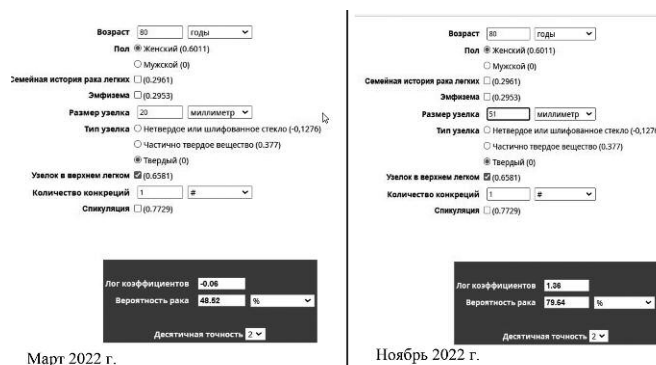 Возраст 80 годы
Пол Женский (0.6011)
Мужской (0)
Семейная история рака легких (0.2961)
Эмфизема (0.2953)
Размер узелка 20 миллиметр
Тип узелка Нетвердое или шлифованное стекло (-0,1276)
Частично твердое вещество (0.377)
Твердый (0)
Узелок в верхнем легком (0.6581)
Количество конкреций 1 #
Спикуляция (0.7729)
Лог коэффициентов -0.06
Вероятность рака 48.52 %
Десятичная точность 2
Март 2022 г.
Возраст 80 годы
Пол Женский (0.6011)
Мужской (0)
Семейная история рака легких (0.2961)
Эмфизема (0.2953)
Размер узелка 51 миллиметр
Тип узелка Нетвердое или шлифованное стекло (-0,1276
Частично твердое вещество (0.377)
Твердый (0)
Узелок в верхнем легком (0.6581)
Количество конкреций 1 #
Спикуляция (0.7729)
Лог коэффициентов 1.36
Вероятность рака 79.64 %
Десятичная точность 2
Ноябрь 2022 г.